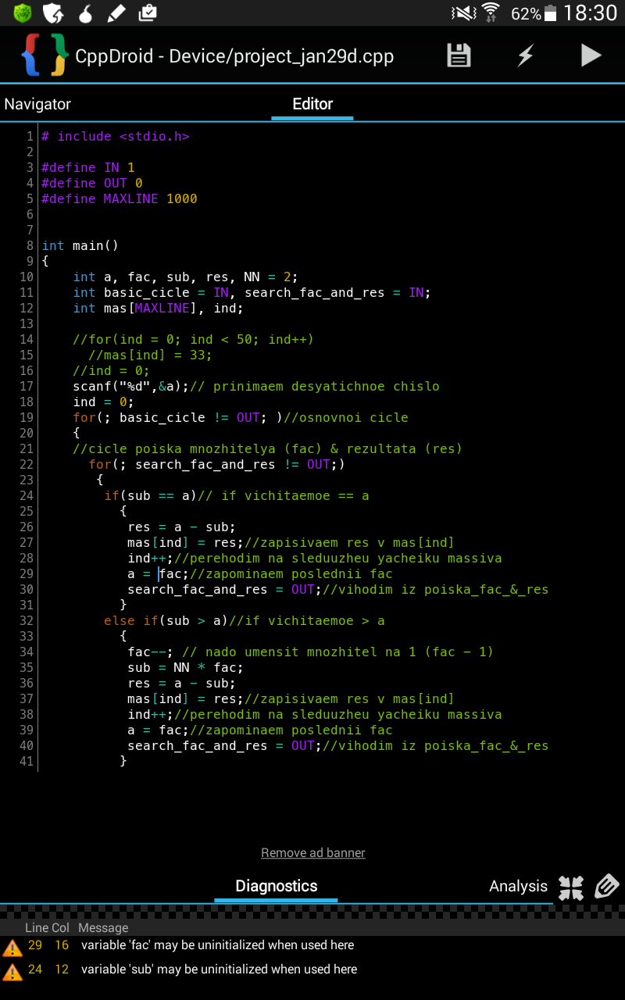 62% 18:30
CppDroid - Device/project_jan29d.cpp
Navigator Editor
1 # include <stdio.h>
2
3 #define IN 1
4 #define OUT 0
5 #define MAXLINE 1000
6
7
8 int main()
9 {
10 int a, fac, sub, res, NN = 2;
11 int basic_cicle = IN, search_fac_and_res = IN;
12 int mas[MAXLINE], ind;
13
14 //for(ind = 0; ind < 50; ind++)
15 //mas[ind] = 33;
16 //ind = 0;
17 scanf("%d",&a);// prinimaem desyatichnoe chislo
18 ind = 0;
19 for(; basic_cicle != OUT; )//osnovnoi cicle
20 {
21 //cicle poiska mnozhitelya (fac) & rezultata (res)
22 for(; search_fac_and_res != OUT;)
23 {
24 if(sub == a)// if vichitaemoe == a
25 {
26 res = a - sub;
27 mas[ind] = res;//zapisivaem res v mas[ind]
28 ind++;//perehodim na sleduuzheu yacheiku massiva
29 a = fac;//zapominaem poslednii fac
30 search_fac_and_res = OUT;//vihodim iz poiska_fac_&_res
31 }
32 else if(sub > a)//if vichitaemoe > a
33 {
34 fac--; // nado umensit mnozhitel na 1 (fac - 1)
35 sub = NN * fac;
36 res = a - sub;
37 mas[ind] = res;//zapisivaem res v mas[ind]
38 ind++;//perehodim na sleduuzheu yacheiku massiva
39 a = fac;//zapominaem poslednii fac
40 search_fac_and_res = OUT;//vihodim iz poiska_fac_&_res
41 }
Remove ad banner
Diagnostics Analysis
Line Col Message
29 16 variable 'fac' may be uninitialized when used here
24 12 variable 'sub' may be uninitialized when used here